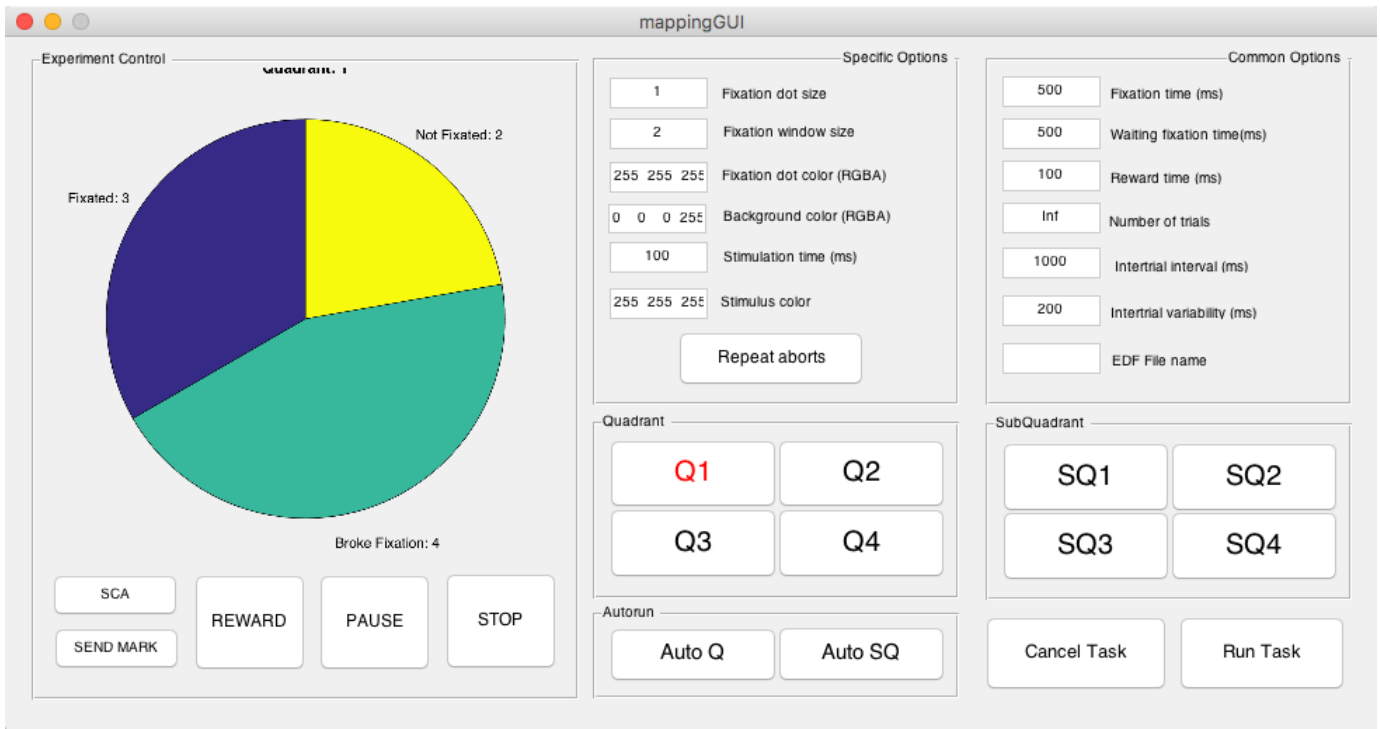 mappingGUI
Experiment Control
Quadrant: 1
Not Fixated: 2
Fixated: 3
Broke Fixation: 4
SCA
SEND MARK
REWARD
PAUSE
STOP
Specific Options
1 Fixation dot size
2 Fixation window size
255 255 255 Fixation dot color (RGBA)
0 0 0 255 Background color (RGBA)
100 Stimulation time (ms)
255 255 255 Stimulus color
Repeat aborts
Common Options
500 Fixation time (ms)
500 Waiting fixation time(ms)
100 Reward time (ms)
Inf Number of trials
1000 Intertrial interval (ms)
200 Intertrial variability (ms)
EDF File name
Quadrant
Q1 Q2
Q3 Q4
SubQuadrant
SQ1 SQ2
SQ3 SQ4
Autorun
Auto Q Auto SQ
Cancel Task Run Task